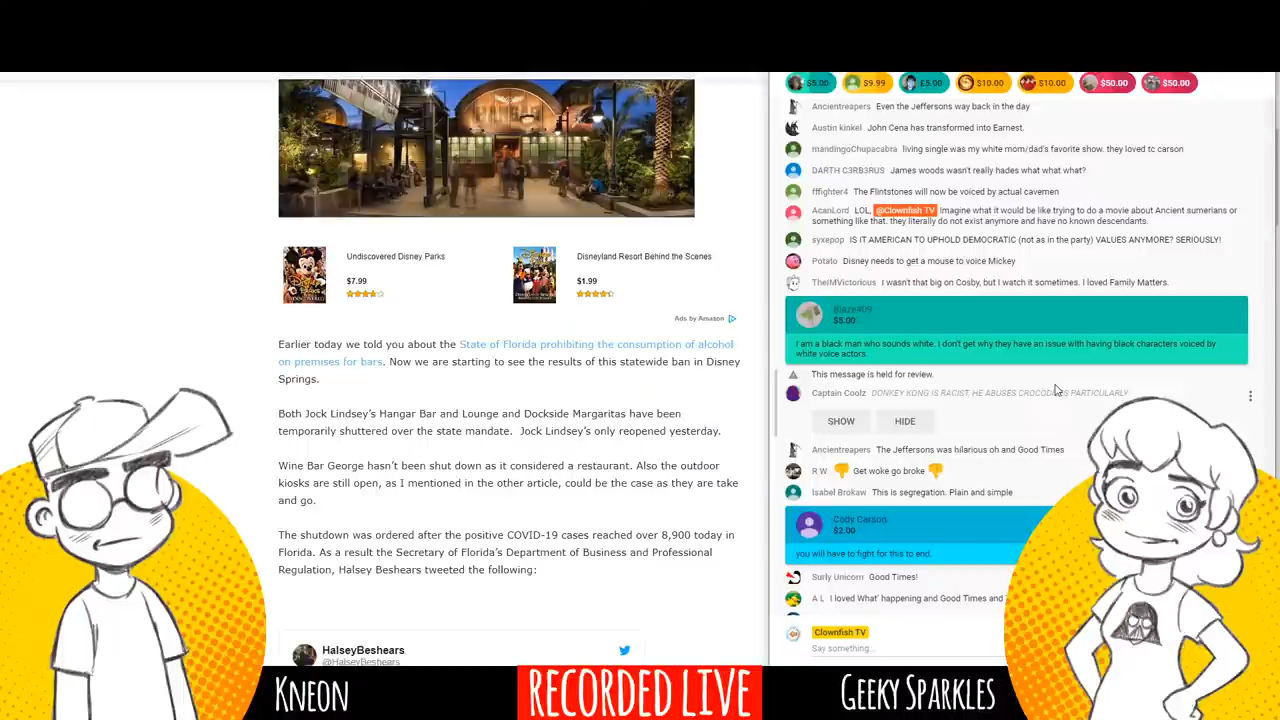 Undiscovered Disney Parks
$7.99
Disneyland Resort Behind the Scenes
$1.99
Ads by Amazon
Earlier today we told you about the State of Florida prohibiting the consumption of alcohol
on premises for bars. Now we are starting to see the results of this statewide ban in Disney
Springs.
Both Jock Lindsey's Hangar Bar and Lounge and Dockside Margaritas have been
temporarily shuttered over the state mandate. Jock Lindsey's only reopened yesterday.
Wine Bar George hasn't been shut down as it considered a restaurant. Also the outdoor
kiosks are still open, as I mentioned in the other article, could be the case as they are take
and go.
The shutdown was ordered after the positive COVID-19 cases reached over 8,900 today in
Florida. As a result the Secretary of Florida's Department of Business and Professional
Regulation, Halsey Beshears tweeted the following:
HalseyBeshears
@HalseyBeshears
$5.00 $9.99 £5.00 $10.00 $10.00 $50.00 $50.00
Ancientreapers Even the Jeffersons way back in the day
Austin kinkel John Cena has transformed into Earnest.
mandingoChupacabra living single was my white mom/dad's favorite show. they loved tc carson
DARTH C3RB3RUS James woods wasn't really hades what what what?
fffighter4 The Flintstones will now be voiced by actual cavemen
AcanLord LOL, @Clownfish TV Imagine what it would be like trying to do a movie about Ancient sumerians or
something like that. they literally do not exist anymore and have no known descendants.
syxepop IS IT AMERICAN TO UPHOLD DEMOCRATIC (not as in the party) VALUES ANYMORE? SERIOUSLY!
Potato Disney needs to get a mouse to voice Mickey
TheIMVictorious I wasn't that big on Cosby, but I watch it sometimes. I loved Family Matters.
Blaze409
$5.00
I am a black man who sounds white. I don't get why they have an issue with having black characters voiced by
white voice actors.
This message is held for review.
Captain Coolz DONKEY KONG IS RACIST, HE ABUSES PARTICULARLY
SHOW HIDE
Ancientreapers The Jeffersons was hilarious oh and Good Times
R W Get woke go broke
Isabel Brokaw This is segregation. Plain and simple
Cody Carson
$2.00
you will have to fight for this to end.
Surly Unicorn Good Times!
A L I loved What' happening and Good Times and
Clownfish TV
Say something...
KNEON
RECORDED LIVE
GEEKY SPARKLES